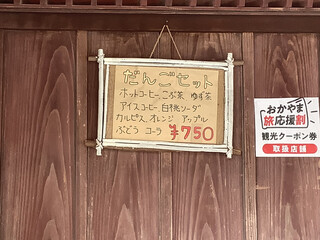 だんごセット
ホットコーヒー こぶ茶 ゆず茶
アイスコーヒー 白桃ソーダ
カルピス オレンジ アップル
ぶどう コーラ ¥750
おかやま
旅応援割
観光クーポン券
取扱店舗